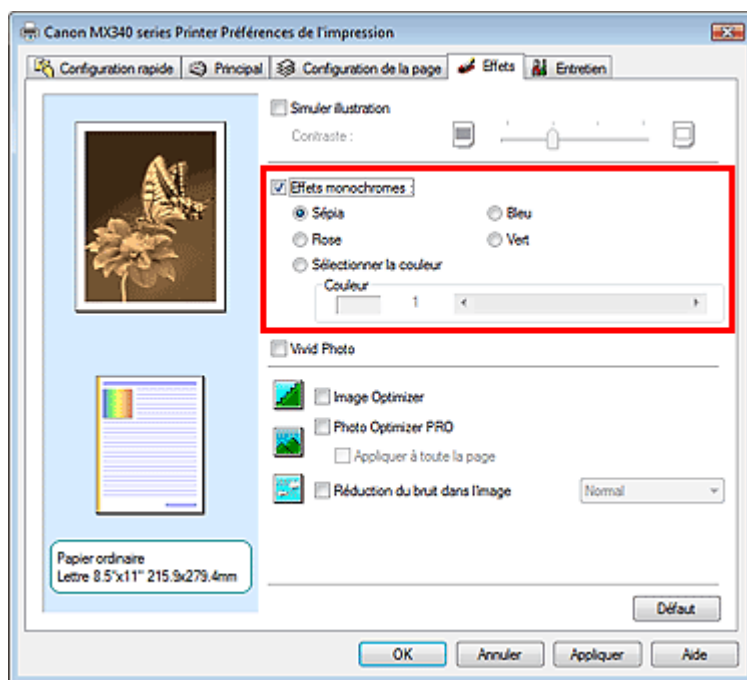 Canon MX340 series Printer Préférences de l'impression
Configuration rapide Principal Configuration de la page Effets Entretien
Simuler illustration
Contraste :
Effets monochromes :
Sépia Bleu
Rose Vert
Sélectionner la couleur
Couleur
1
Vivid Photo
Image Optimizer
Photo Optimizer PRO
Appliquer à toute la page
Réduction du bruit dans l'image Normal
Papier ordinaire
Lettre 8.5"x11" 215.9x279.4mm
Défaut
OK Annuler Appliquer Aide